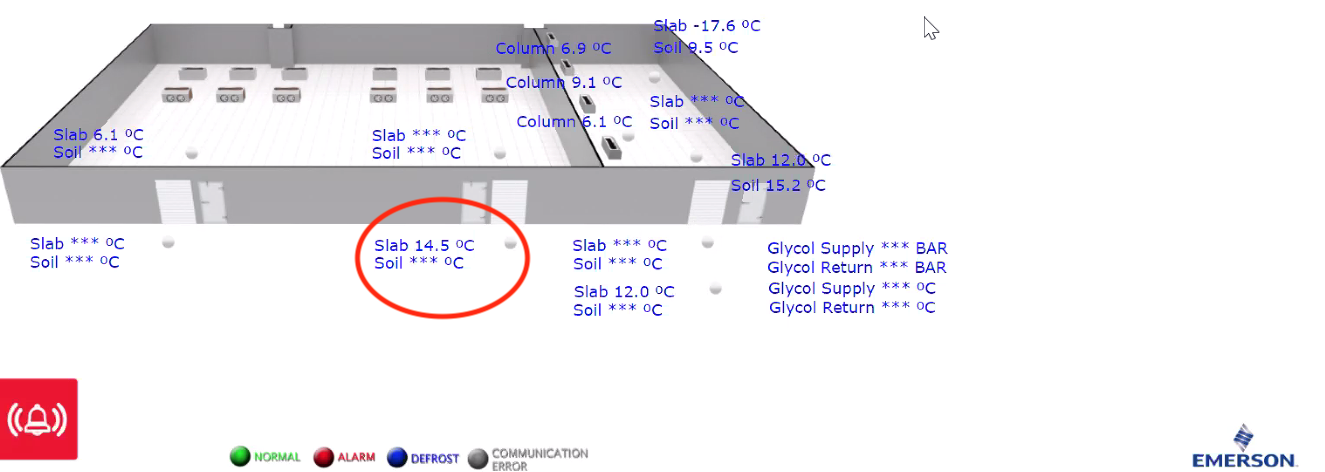 Slab -17.6 ºC
Soil 9.5 ºC
Column 6.9 ºC
Column 9.1 ºC
Slab *** ºC
Soil *** ºC
Column 6.1 ºC
Slab 6.1 ºC
Soil *** ºC
Slab *** ºC
Soil *** ºC
Slab 12.0 ºC
Soil 15.2 ºC
Slab *** ºC
Soil *** ºC
Slab 14.5 ºC
Soil *** ºC
Slab *** ºC
Soil *** ºC
Slab 12.0 ºC
Soil *** ºC
Glycol Supply *** BAR
Glycol Return *** BAR
Glycol Supply *** ºC
Glycol Return *** ºC
NORMAL
ALARM
DEFROST
COMMUNICATION
ERROR
EMERSON